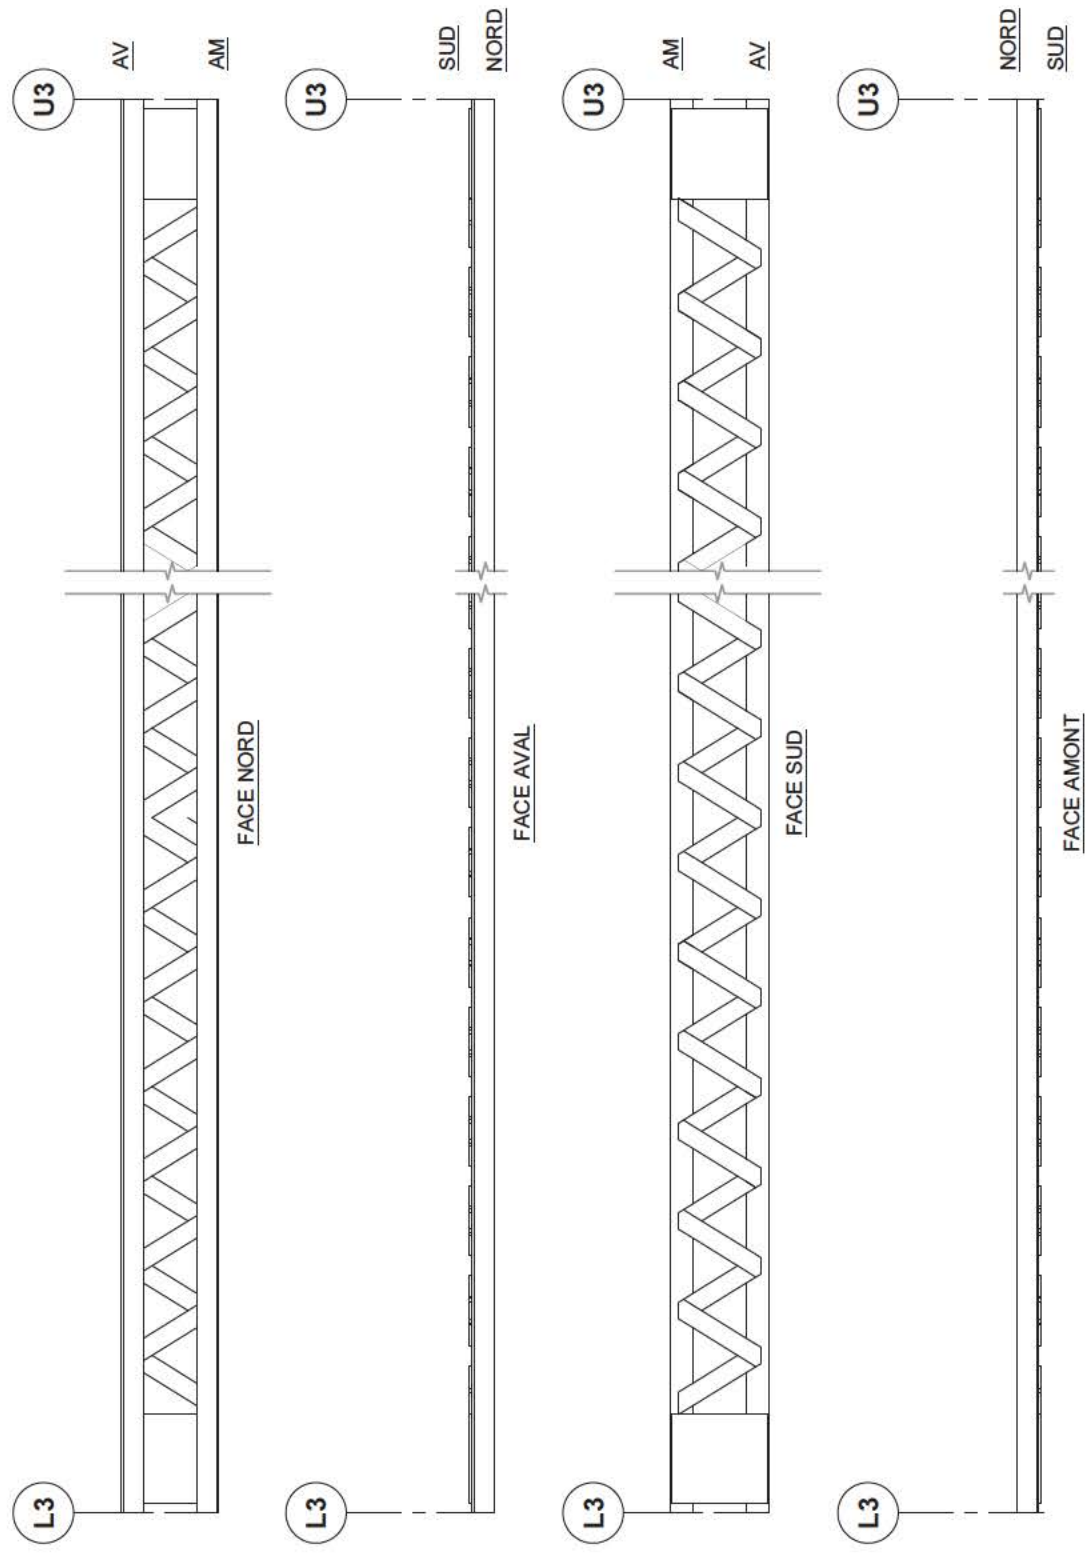 U3
AV
AM
FACE NORD
L3
U3
SUD
NORD
FACE AVAL
L3
U3
AM
AV
FACE SUD
L3
U3
NORD
SUD
FACE AMONT
L3